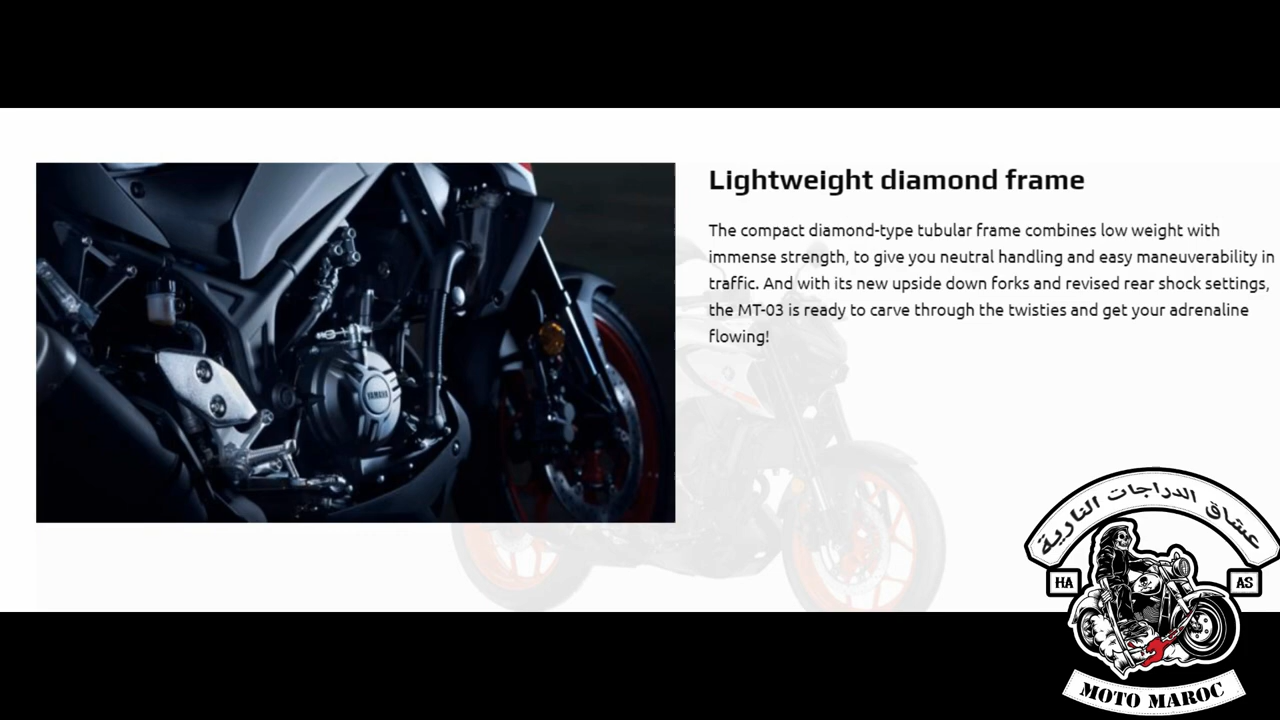 Lightweight diamond frame
The compact diamond-type tubular frame combines low weight with
immense strength, to give you neutral handling and easy maneuverability in
traffic. And with its new upside down forks and revised rear shock settings,
the MT-03 is ready to carve through the twisties and get your adrenaline
flowing!
YAMAHA
عشاق الدراجات النارية
HA
AS
MOTO MAROC